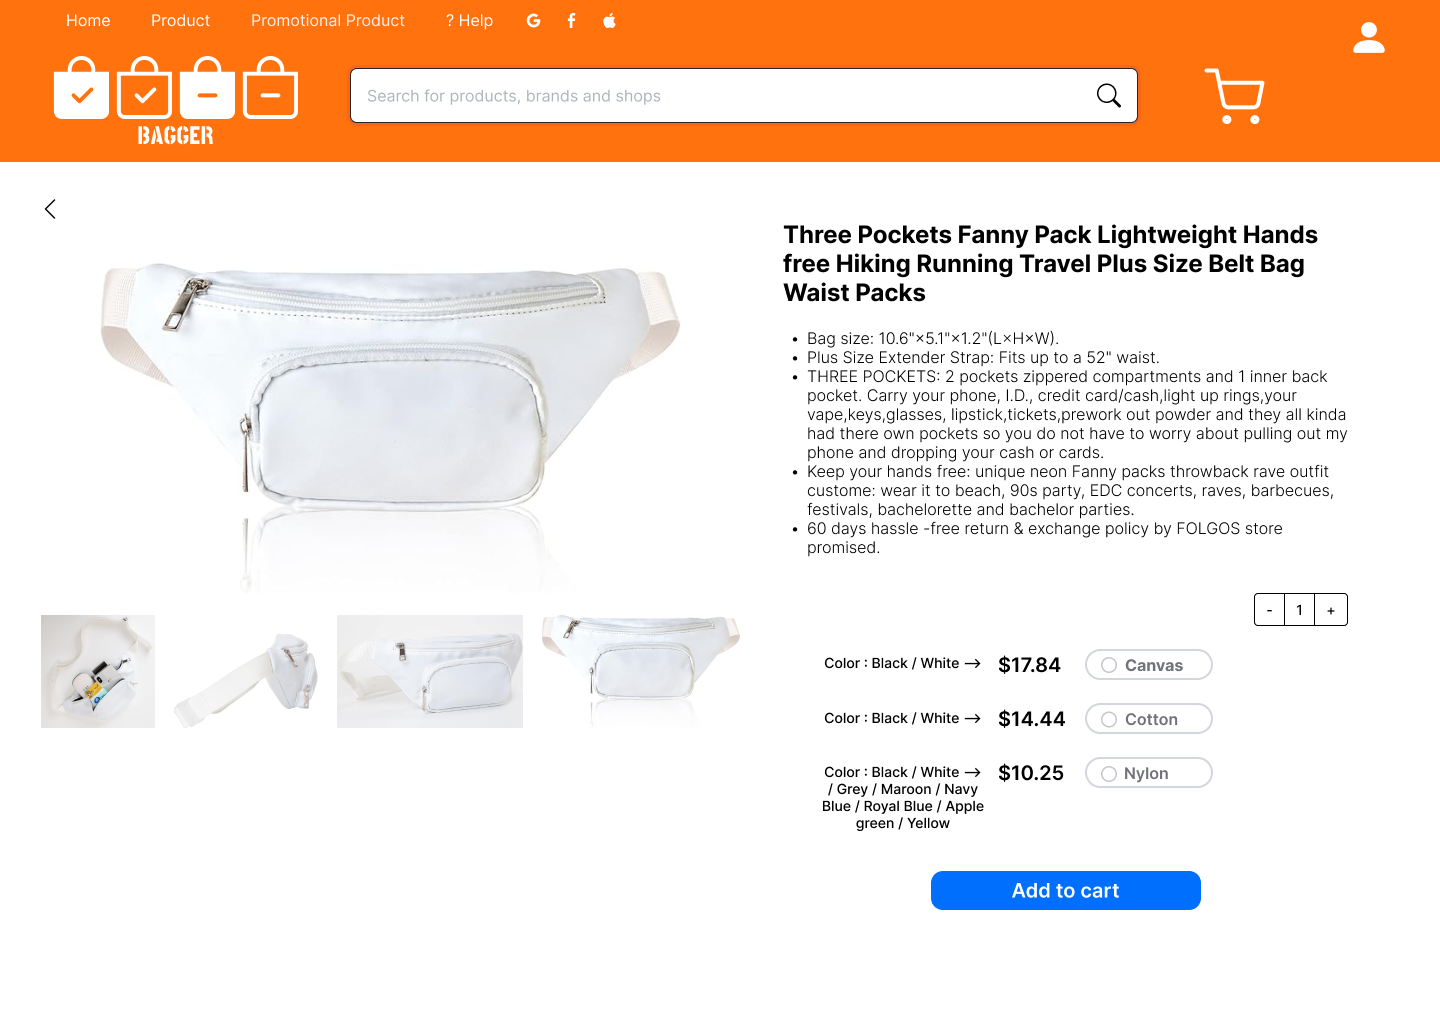 Home Product Promotional Product ? Help
BAGGER
Search for products, brands and shops
Three Pockets Fanny Pack Lightweight Hands
free Hiking Running Travel Plus Size Belt Bag
Waist Packs
• Bag size: 10.6"×5.1"×1.2"(L×H×W).
• Plus Size Extender Strap: Fits up to a 52" waist.
• THREE POCKETS: 2 pockets zippered compartments and 1 inner back
pocket. Carry your phone, I.D., credit card/cash,light up rings,your
vape,keys,glasses, lipstick,tickets,prework out powder and they all kinda
had there own pockets so you do not have to worry about pulling out my
phone and dropping your cash or cards.
• Keep your hands free: unique neon Fanny packs throwback rave outfit
custome: wear it to beach, 90s party, EDC concerts, raves, barbecues,
festivals, bachelorette and bachelor parties.
• 60 days hassle -free return & exchange policy by FOLGOS store
promised.
- 1 +
Color : Black / White → $17.84 Canvas
Color : Black / White → $14.44 Cotton
Color : Black / White → $10.25 Nylon
/ Grey / Maroon / Navy
Blue / Royal Blue / Apple
green / Yellow
Add to cart